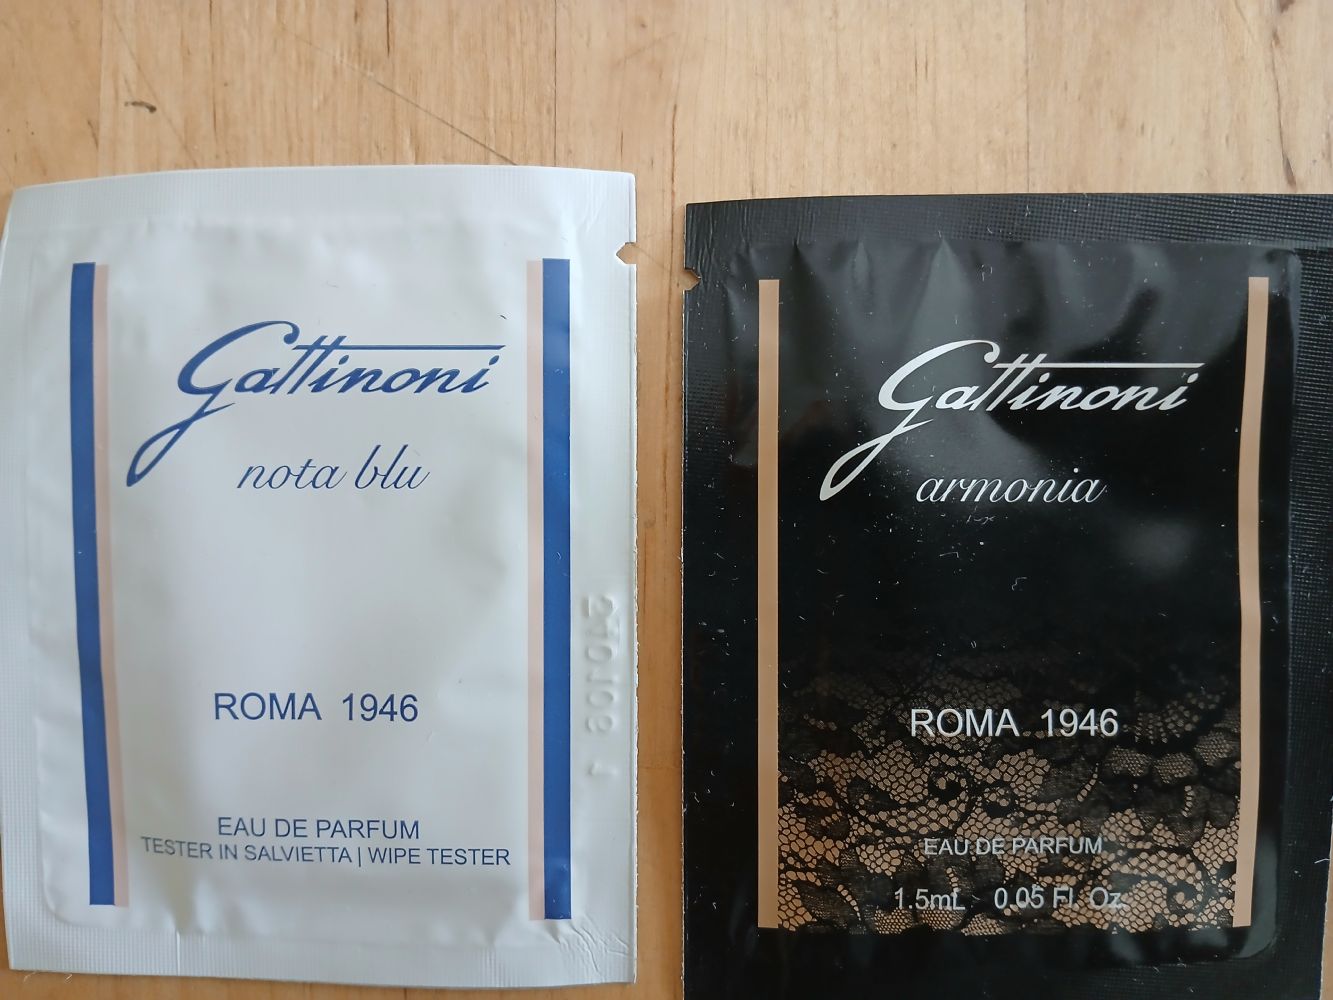 Gattinoni
nota blu
ROMA 1946
EAU DE PARFUM
TESTER IN SALVIETTA | WIPE TESTER
Gattinoni
armonia
ROMA 1946
EAU DE PARFUM
1.5mL 0.05 Fl. Oz.